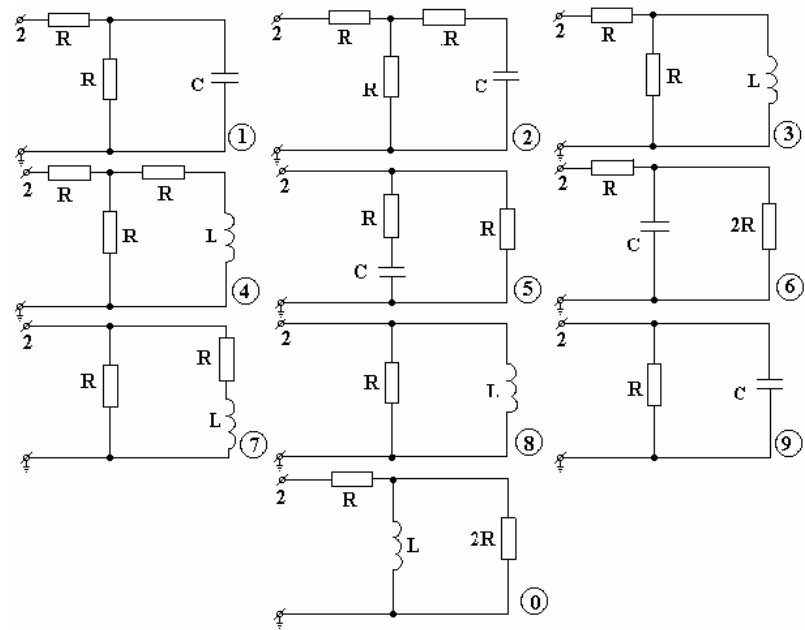 2 R R C 1
2 R R R C 2
2 R R L 3
2 R R R L 4
2 R C R 5
2 R C 2R 6
2 R R L 7
2 R L 8
2 R C 9
2 R L 2R 0